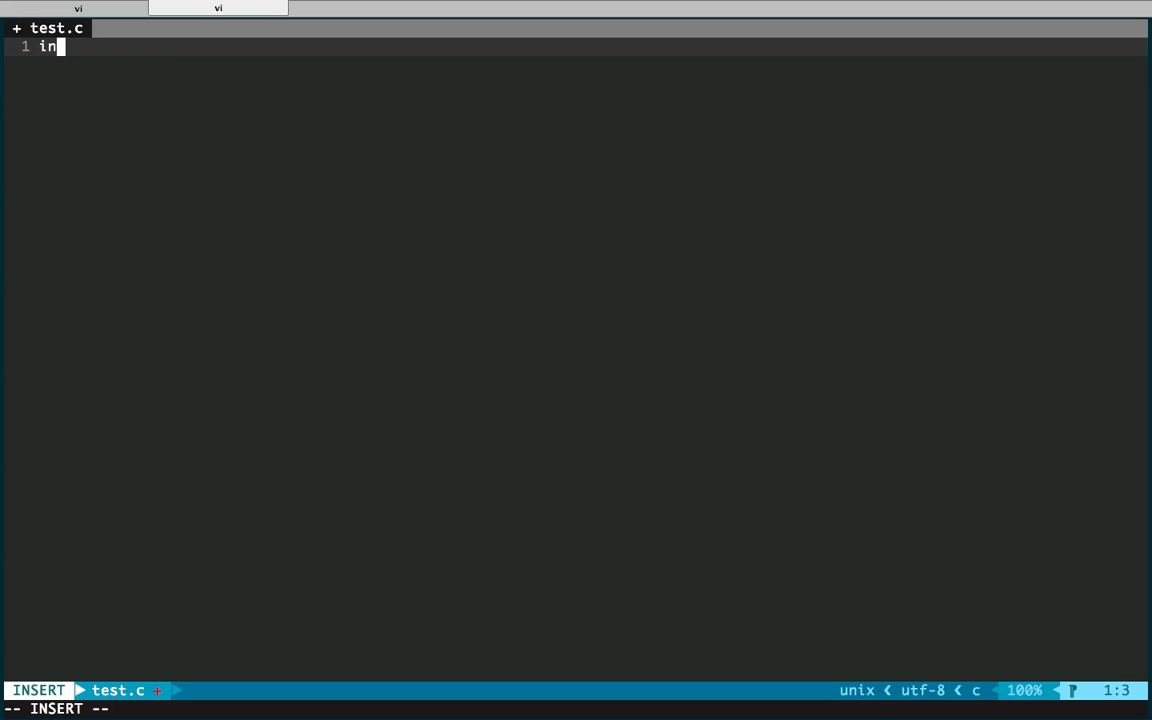 vi vi
+ test.c
1 in
INSERT test.c + unix utf-8 c 100% 1:3
-- INSERT --